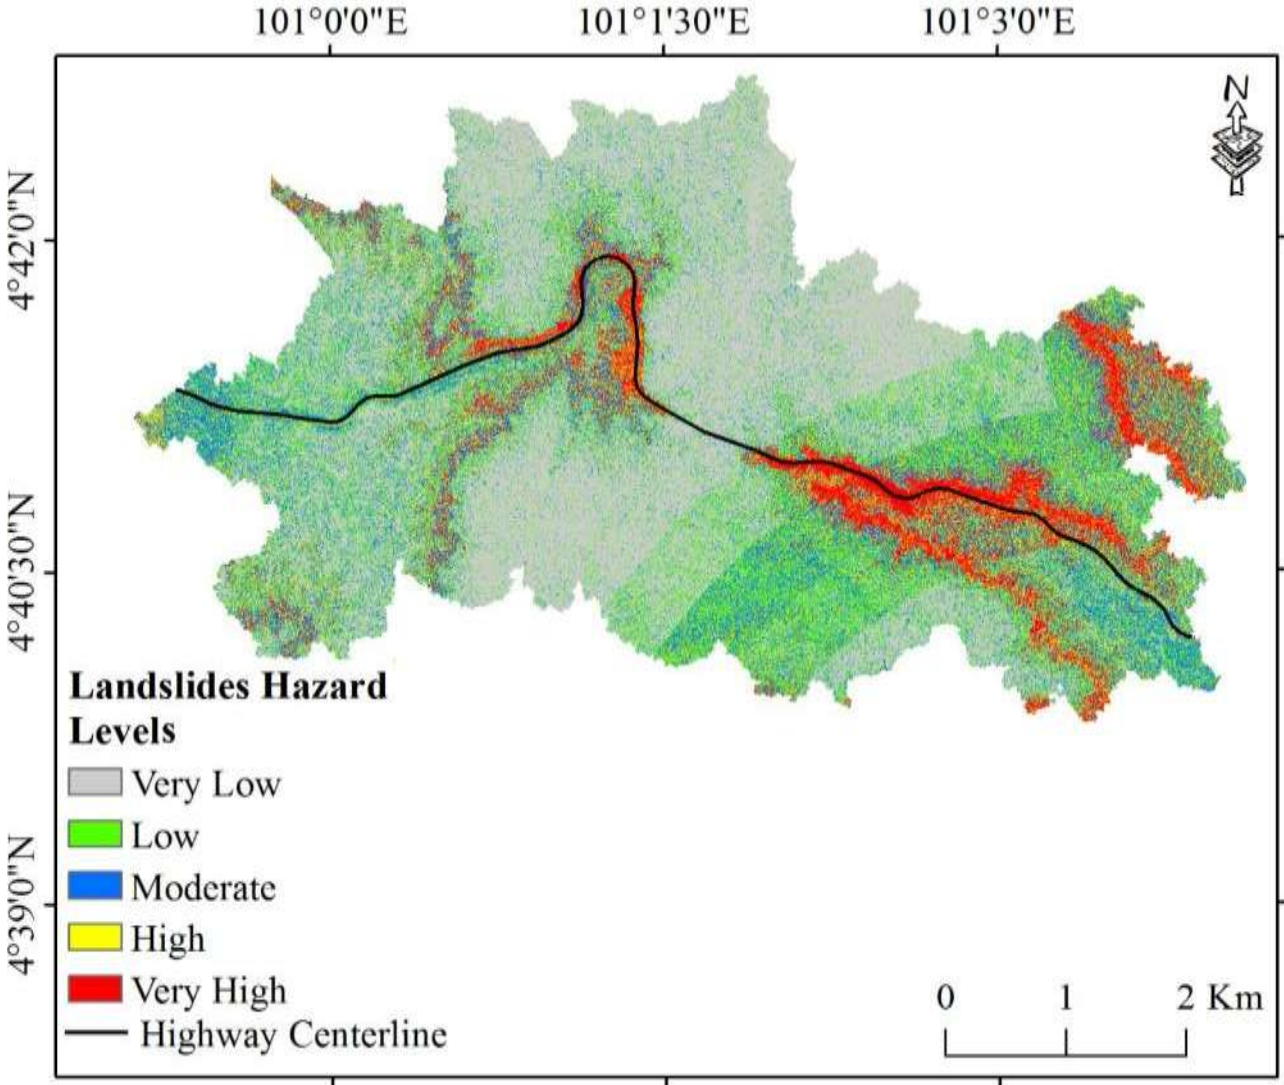 101°0'0"E 101°1'30"E 101°3'0"E
N
4°42'0"N
4°40'30"N
4°39'0"N
Landslides Hazard
Levels
Very Low
Low
Moderate
High
Very High
Highway Centerline
0 1 2 Km